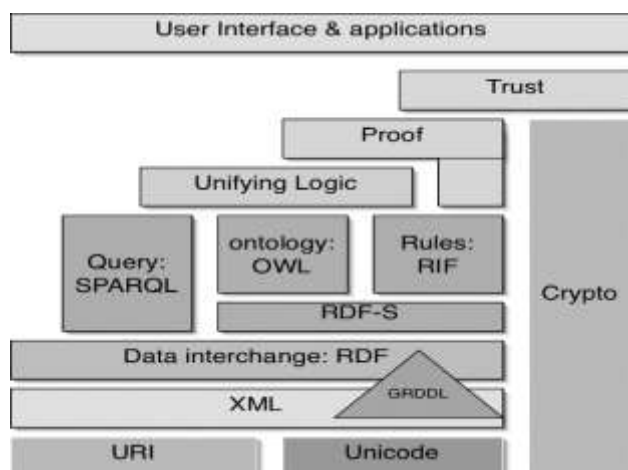 User Interface & applications
Trust
Proof
Unifying Logic
Query:
SPARQL
ontology:
OWL
Rules:
RIF
Crypto
RDF-S
Data interchange: RDF
GRDDL
XML
URI
Unicode